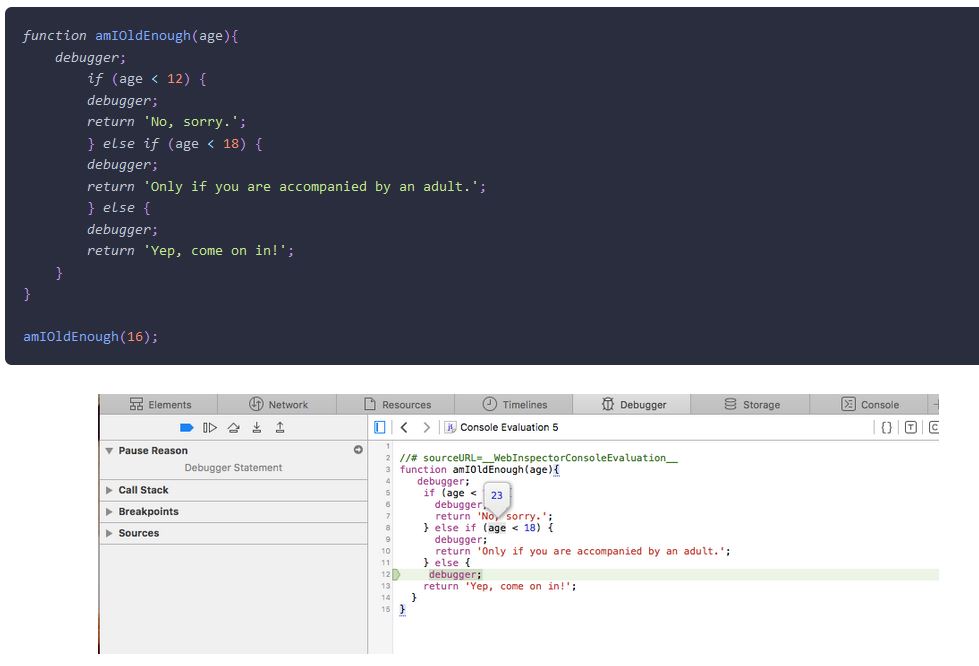 function amIOldEnough(age){
debugger;
if (age < 12) {
debugger;
return 'No, sorry.';
} else if (age < 18) {
debugger;
return 'Only if you are accompanied by an adult.';
} else {
debugger;
return 'Yep, come on in!';
}
}
amIOldEnough(16);
Elements Network Resources Timelines Debugger Storage Console
Console Evaluation 5 {} T C
Pause Reason
Debugger Statement
Call Stack
Breakpoints
Sources
1
2 //# sourceURL=__WebInspectorConsoleEvaluation__
3 function amIOldEnough(age){
4 debugger;
5 if (age <
23
6 debugger;
7 return 'No, sorry.';
8 } else if (age < 18) {
9 debugger;
10 return 'Only if you are accompanied by an adult.';
11 } else {
12 debugger;
13 return 'Yep, come on in!';
14 }
15 }